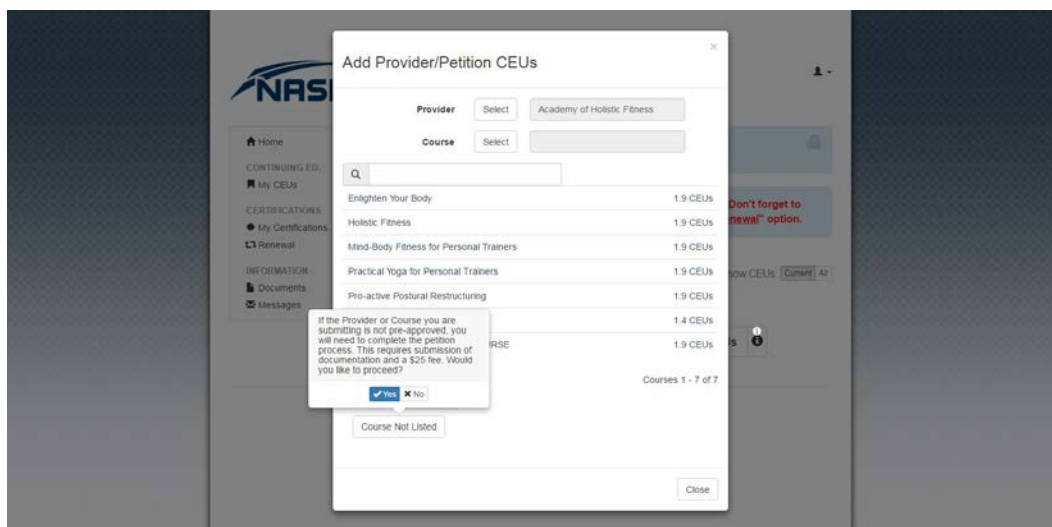 Add Provider/Petition CEUs
×
Provider Select Academy of Holistic Fitness
Course Select
Enlighten Your Body 1.9 CEUs
Holistic Fitness 1.9 CEUs
Mind-Body Fitness for Personal Trainers 1.9 CEUs
Practical Yoga for Personal Trainers 1.9 CEUs
Pro-active Postural Restructuring 1.9 CEUs
1.4 CEUs
1.9 CEUs
Courses 1 - 7 of 7
If the Provider or Course you are
submitting is not pre-approved, you
will need to complete the petition
process. This requires submission of
documentation and a $25 fee. Would
you like to proceed?
Yes No
Course Not Listed
Close
Home
CONTINUING ED.
My CEUs
CERTIFICATIONS
My Certifications
Renewal
INFORMATION
Documents
Messages
Don't forget to
option.
CEUs: Current All